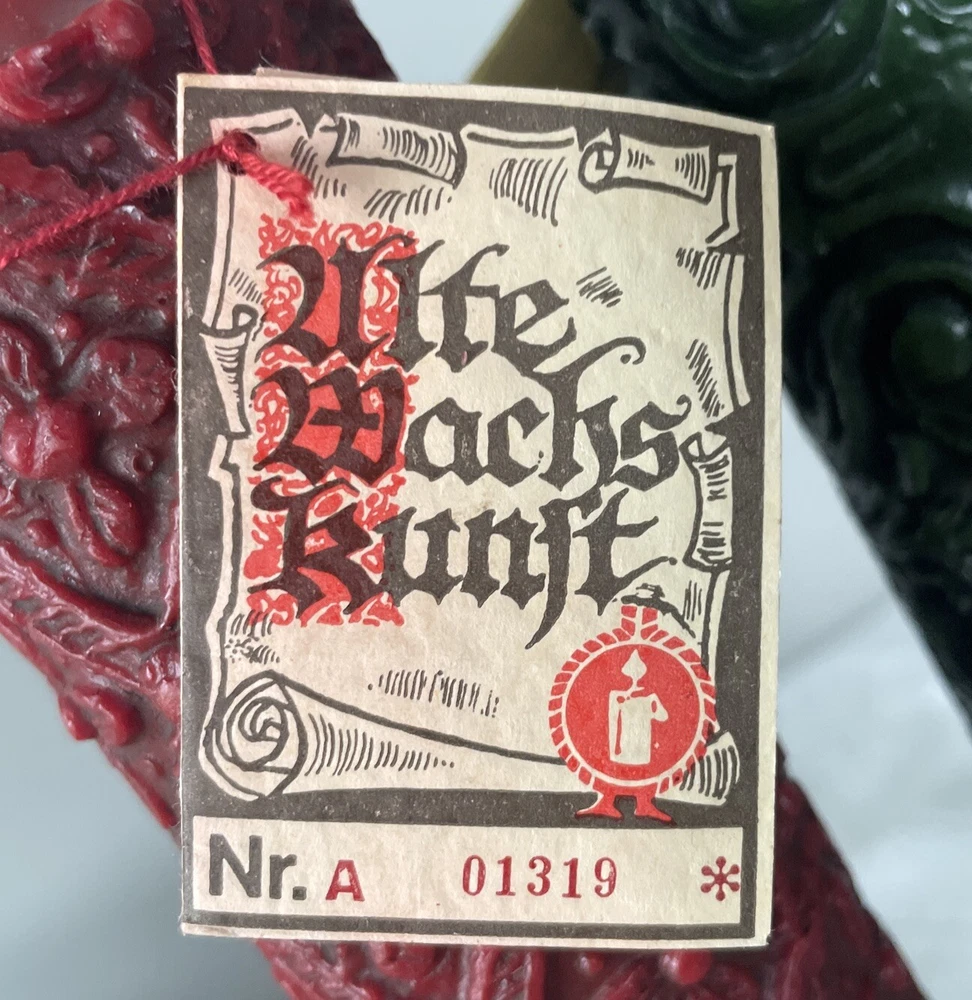 Alte
Wachs
kunst
Nr. A 01319 *